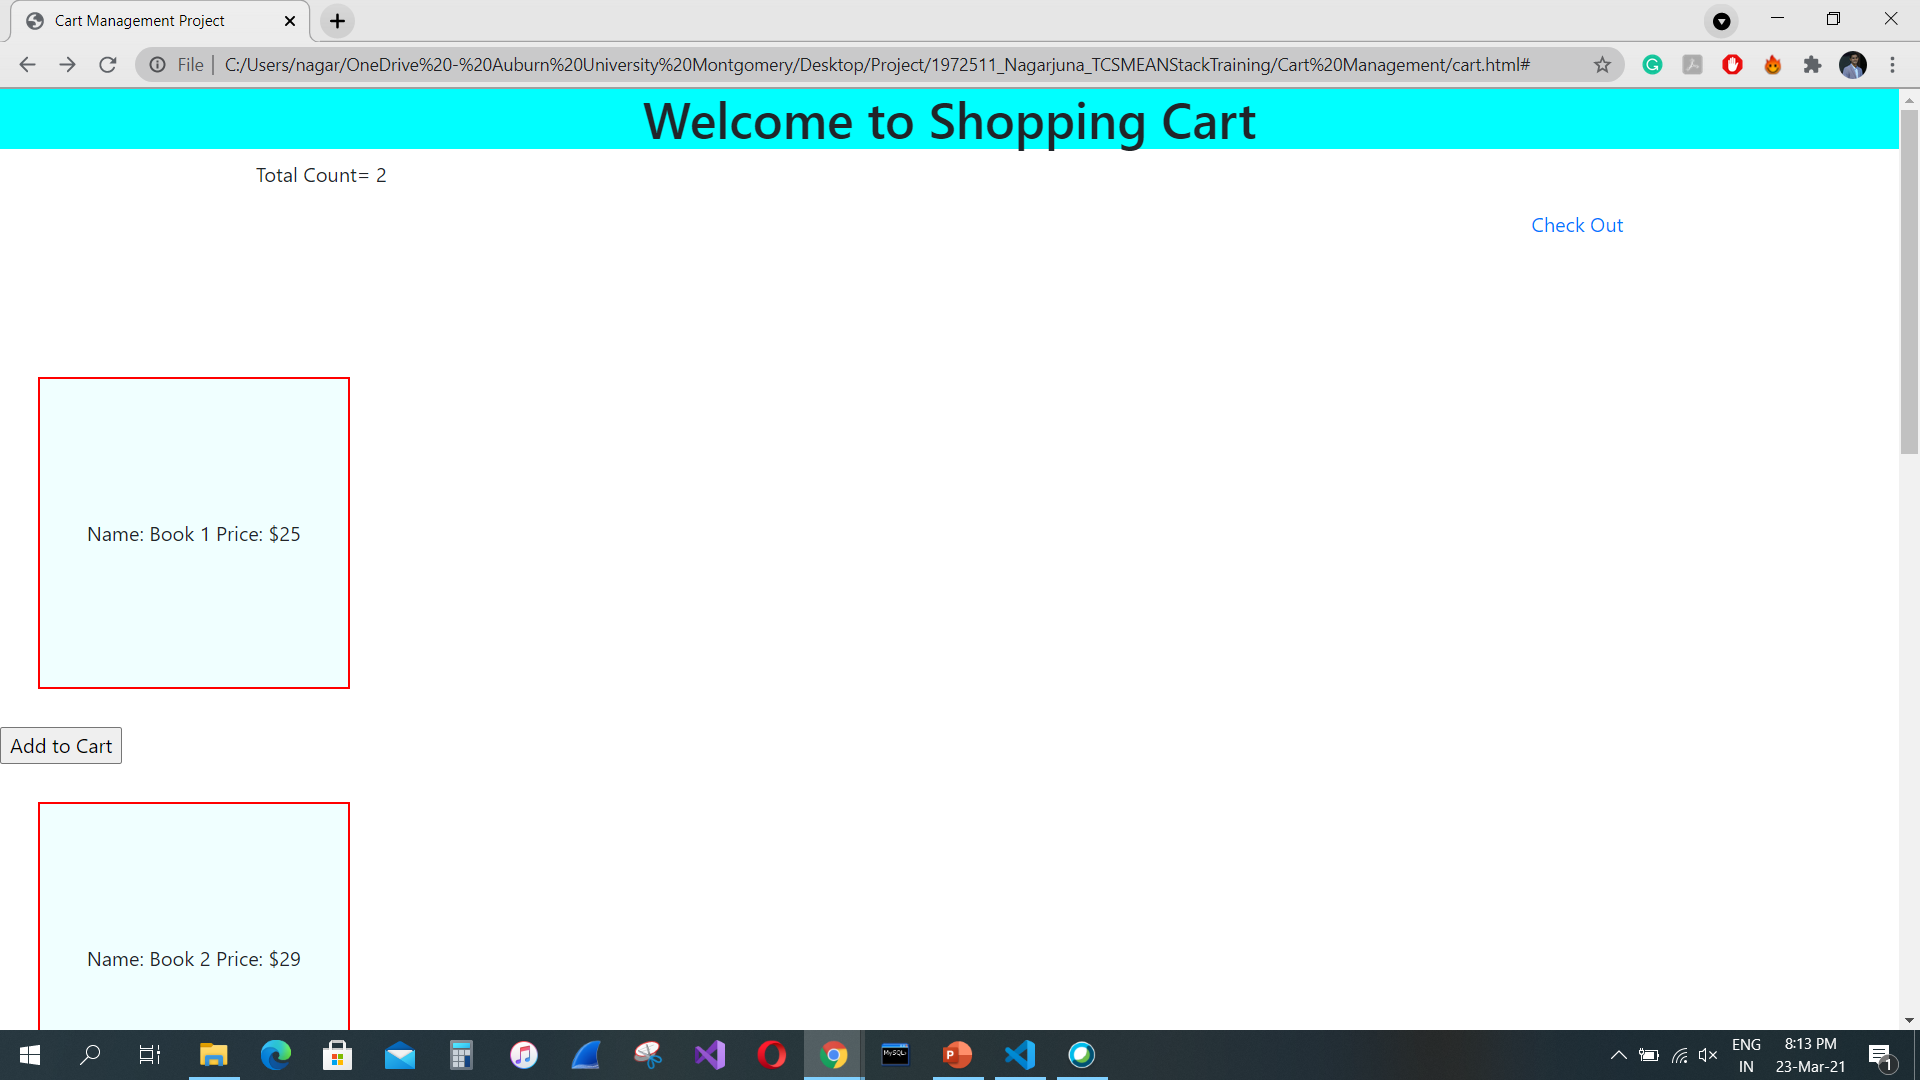 Cart Management Project
File
C:/Users/nagar/OneDrive%20-%20Auburn%20University%20Montgomery/Desktop/Project/1972511_Nagarjuna_TCSMEANStackTraining/Cart%20Management/cart.html#
Welcome to Shopping Cart
Total Count= 2
Check Out
Name: Book 1 Price: $25
Add to Cart
Name: Book 2 Price: $29
MySQL
P
ENG
IN
8:13 PM
23-Mar-21
1